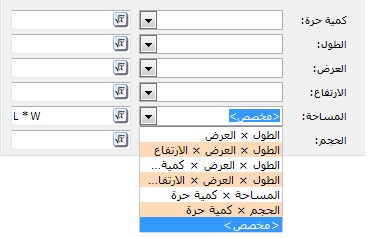 كمية حرة:
الطول:
العرض:
الارتفاع:
المساحة: <مخصص> L * W
الحجم:
الطول × العرض
الطول × العرض × الارتفاع
الطول × العرض × كمية...
الطول × العرض × الارتفا...
المساحة × كمية حرة
الحجم × كمية حرة
<مخصص>